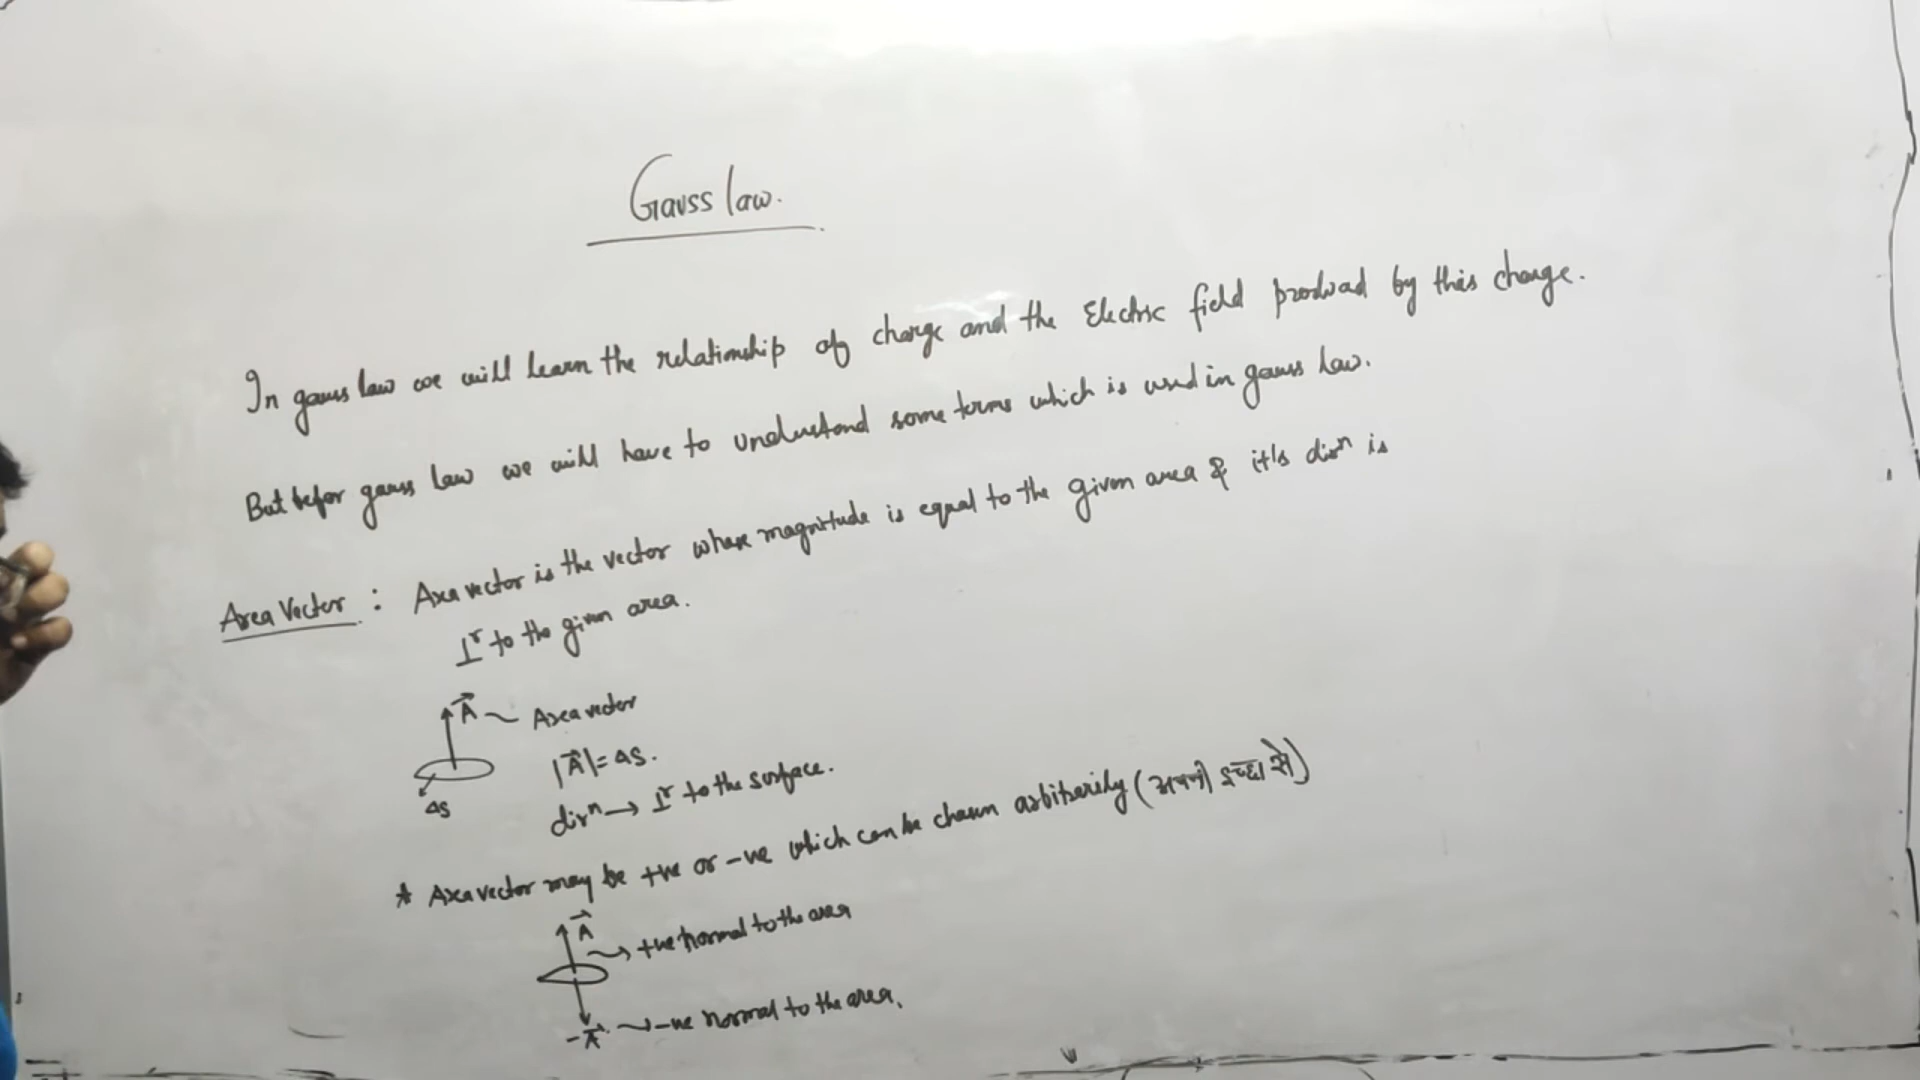 Gauss law.
In gauss law we will learn the relationship of charge and the Electric field produced by this charge.
But befor gauss law we will have to understand some terms which is used in gauss law.
Area Vector : Area vector is the vector whose magnitude is equal to the given area & it's dirⁿ is
⊥ʳ to the given area.
A⃗ Area vector
|A⃗| = ΔS.
ΔS
dirⁿ → ⊥ʳ to the surface.
* Area vector may be +ve or -ve which can be chosen arbitrarily (अपनी इच्छा से)
A⃗
→ +ve normal to the area
-A⃗ → -ve normal to the area.